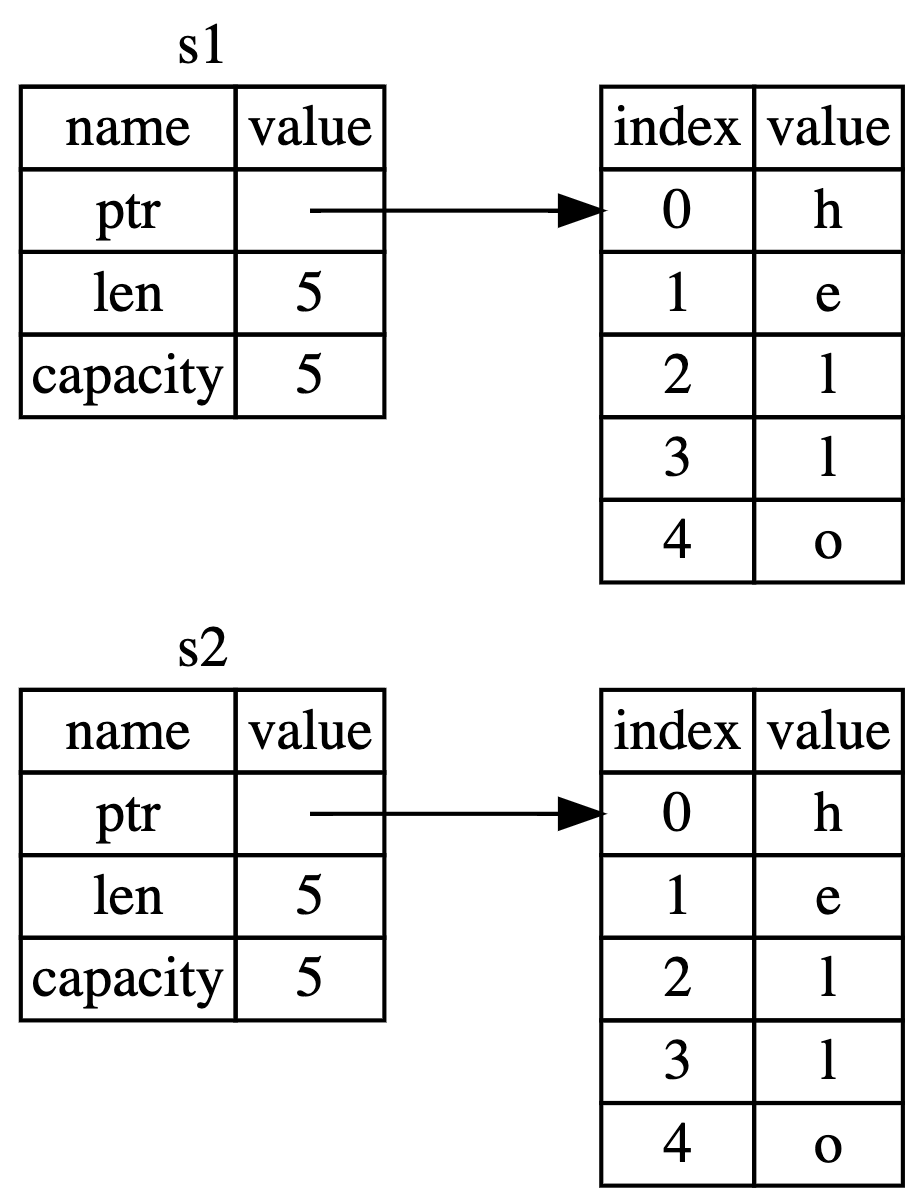 s1
name value index value
ptr 0 h
len 5 1 e
capacity 5 2 l
3 l
4 o
s2
name value index value
ptr 0 h
len 5 1 e
capacity 5 2 l
3 l
4 o